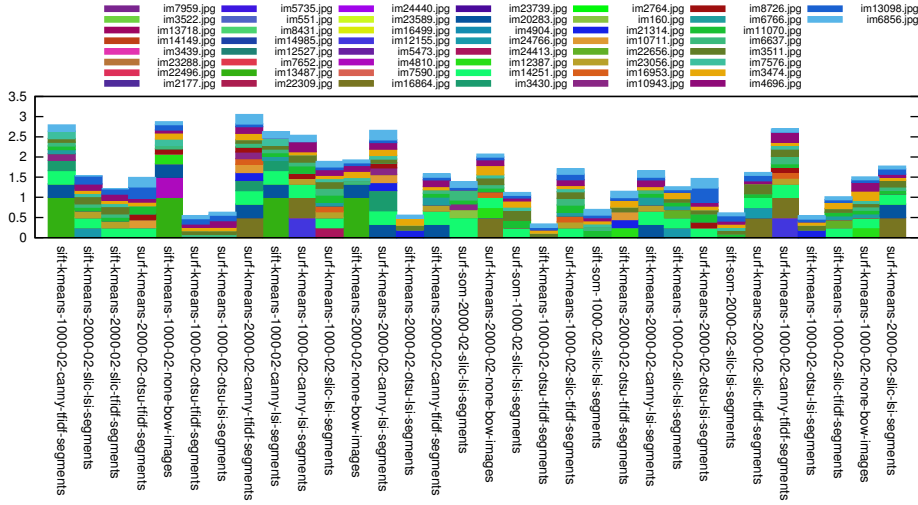 im7959.jpg im5735.jpg im24440.jpg im23739.jpg im2764.jpg im8726.jpg im13098.jpg
im3522.jpg im551.jpg im23589.jpg im20283.jpg im160.jpg im6766.jpg im6856.jpg
im13718.jpg im8431.jpg im16499.jpg im4904.jpg im21314.jpg im11070.jpg
im14149.jpg im14985.jpg im12155.jpg im24766.jpg im10711.jpg im6637.jpg
im3439.jpg im12527.jpg im5473.jpg im24413.jpg im22656.jpg im3511.jpg
im23288.jpg im7652.jpg im4810.jpg im12387.jpg im23056.jpg im7576.jpg
im22496.jpg im13487.jpg im7590.jpg im14251.jpg im16953.jpg im3474.jpg
im2177.jpg im22309.jpg im16864.jpg im3430.jpg im10943.jpg im4696.jpg
3.5
3
2.5
2
1.5
1
0.5
0
sift-kmeans-1000-02-canny-tfidf-segments
sift-kmeans-2000-02-slic-lsi-segments
sift-kmeans-2000-02-slic-tfidf-segments
surf-kmeans-2000-02-otsu-tfidf-segments
sift-kmeans-1000-02-none-bow-images
surf-kmeans-1000-02-otsu-tfidf-segments
surf-kmeans-1000-02-otsu-lsi-segments
surf-kmeans-2000-02-canny-tfidf-segments
sift-kmeans-1000-02-canny-lsi-segments
surf-kmeans-1000-02-canny-lsi-segments
surf-kmeans-1000-02-slic-lsi-segments
sift-kmeans-2000-02-none-bow-images
surf-kmeans-2000-02-canny-lsi-segments
sift-kmeans-2000-02-otsu-lsi-segments
sift-kmeans-2000-02-canny-tfidf-segments
surf-som-2000-02-slic-lsi-segments
surf-kmeans-2000-02-none-bow-images
surf-som-1000-02-slic-lsi-segments
sift-kmeans-1000-02-otsu-tfidf-segments
surf-kmeans-1000-02-slic-tfidf-segments
sift-som-1000-02-slic-lsi-segments
sift-kmeans-2000-02-otsu-tfidf-segments
sift-kmeans-2000-02-canny-lsi-segments
sift-kmeans-1000-02-slic-lsi-segments
surf-kmeans-2000-02-otsu-lsi-segments
sift-som-2000-02-slic-lsi-segments
surf-kmeans-2000-02-slic-tfidf-segments
surf-kmeans-1000-02-canny-tfidf-segments
sift-kmeans-1000-02-otsu-lsi-segments
sift-kmeans-1000-02-slic-tfidf-segments
surf-kmeans-1000-02-none-bow-images
surf-kmeans-2000-02-slic-lsi-segments